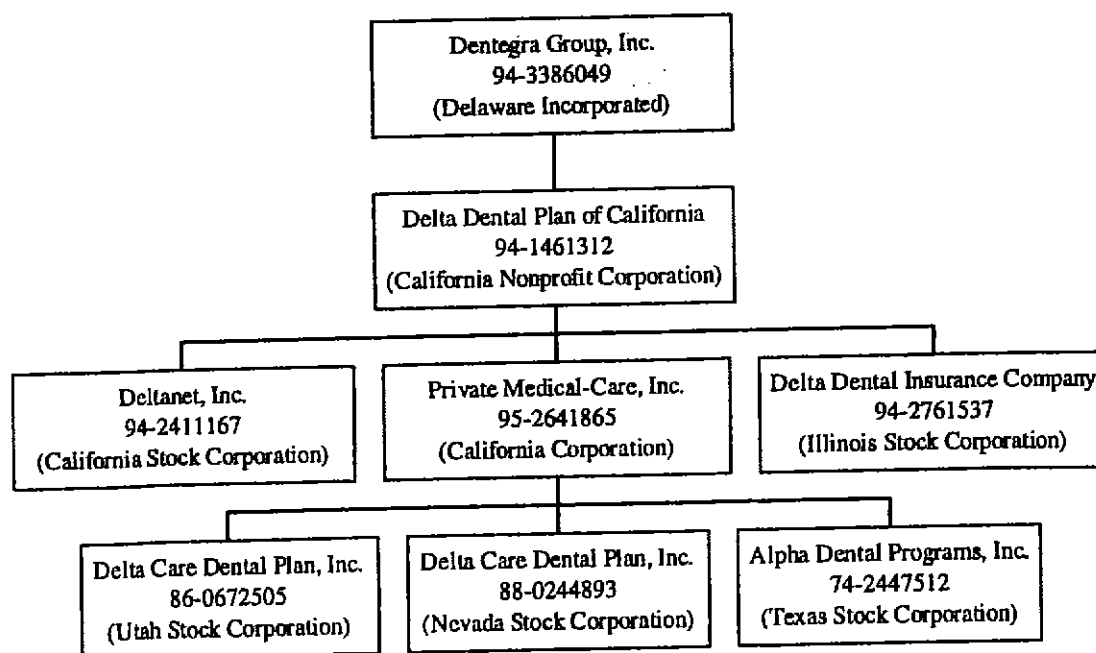 Dentegra Group, Inc.
94-3386049
(Delaware Incorporated)
Delta Dental Plan of California
94-1461312
(California Nonprofit Corporation)
Deltanet, Inc.
94-2411167
(California Stock Corporation)
Private Medical-Care, Inc.
95-2641865
(California Corporation)
Delta Dental Insurance Company
94-2761537
(Illinois Stock Corporation)
Delta Care Dental Plan, Inc.
86-0672505
(Utah Stock Corporation)
Delta Care Dental Plan, Inc.
88-0244893
(Nevada Stock Corporation)
Alpha Dental Programs, Inc.
74-2447512
(Texas Stock Corporation)